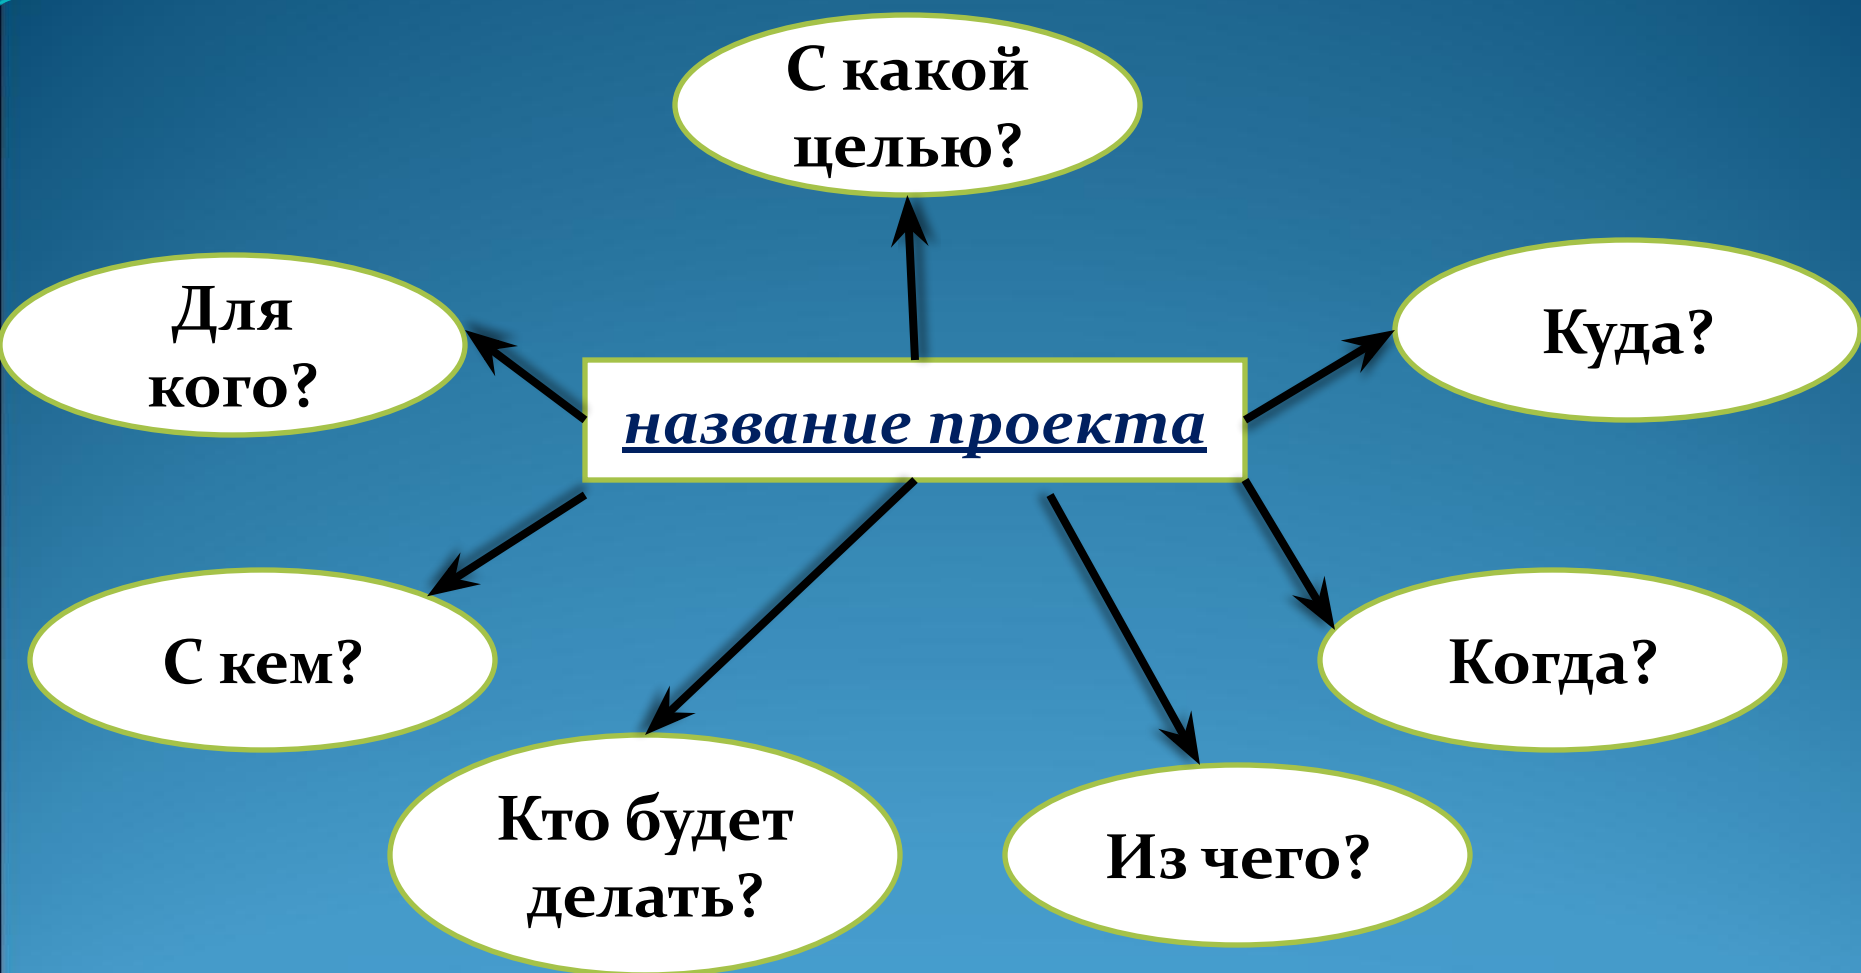 С какой
целью?
Для
кого?
Куда?
название проекта
С кем?
Когда?
Кто будет
делать?
Из чего?